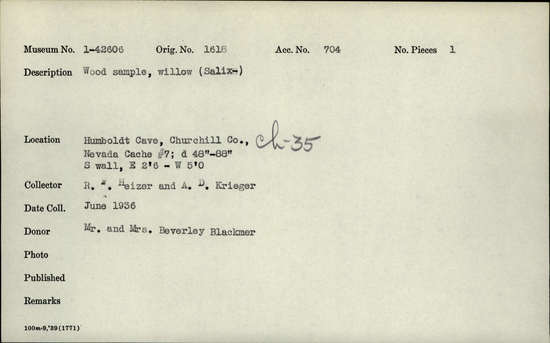 Museum No. 1-42606 Orig. No. 1618 Acc. No. 704 No. Pieces 1
Description Wood sample, willow (Salix-)
Location Humboldt Cave, Churchill Co., Ch-35
Nevada Cache #7; d 48"-88"
S wall, E 2'6 - W 5'0
Collector R. F. Heizer and A. D. Krieger
Date Coll. June 1936
Donor Mr. and Mrs. Beverley Blackmer
Photo
Published
Remarks
100m-9,'39(1771)